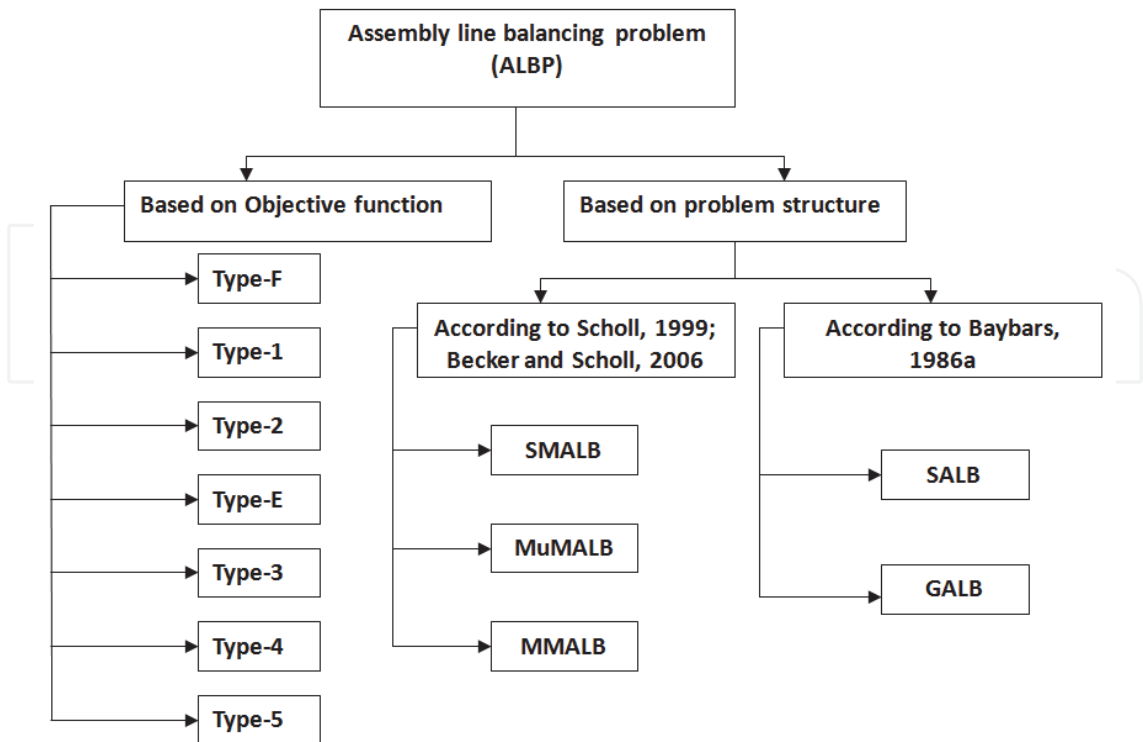 Assembly line balancing problem
(ALBP)
Based on Objective function
Based on problem structure
Type-F
Type-1
Type-2
Type-E
Type-3
Type-4
Type-5
According to Scholl, 1999;
Becker and Scholl, 2006
SMALB
MuMALB
MMALB
According to Baybars,
1986a
SALB
GALB